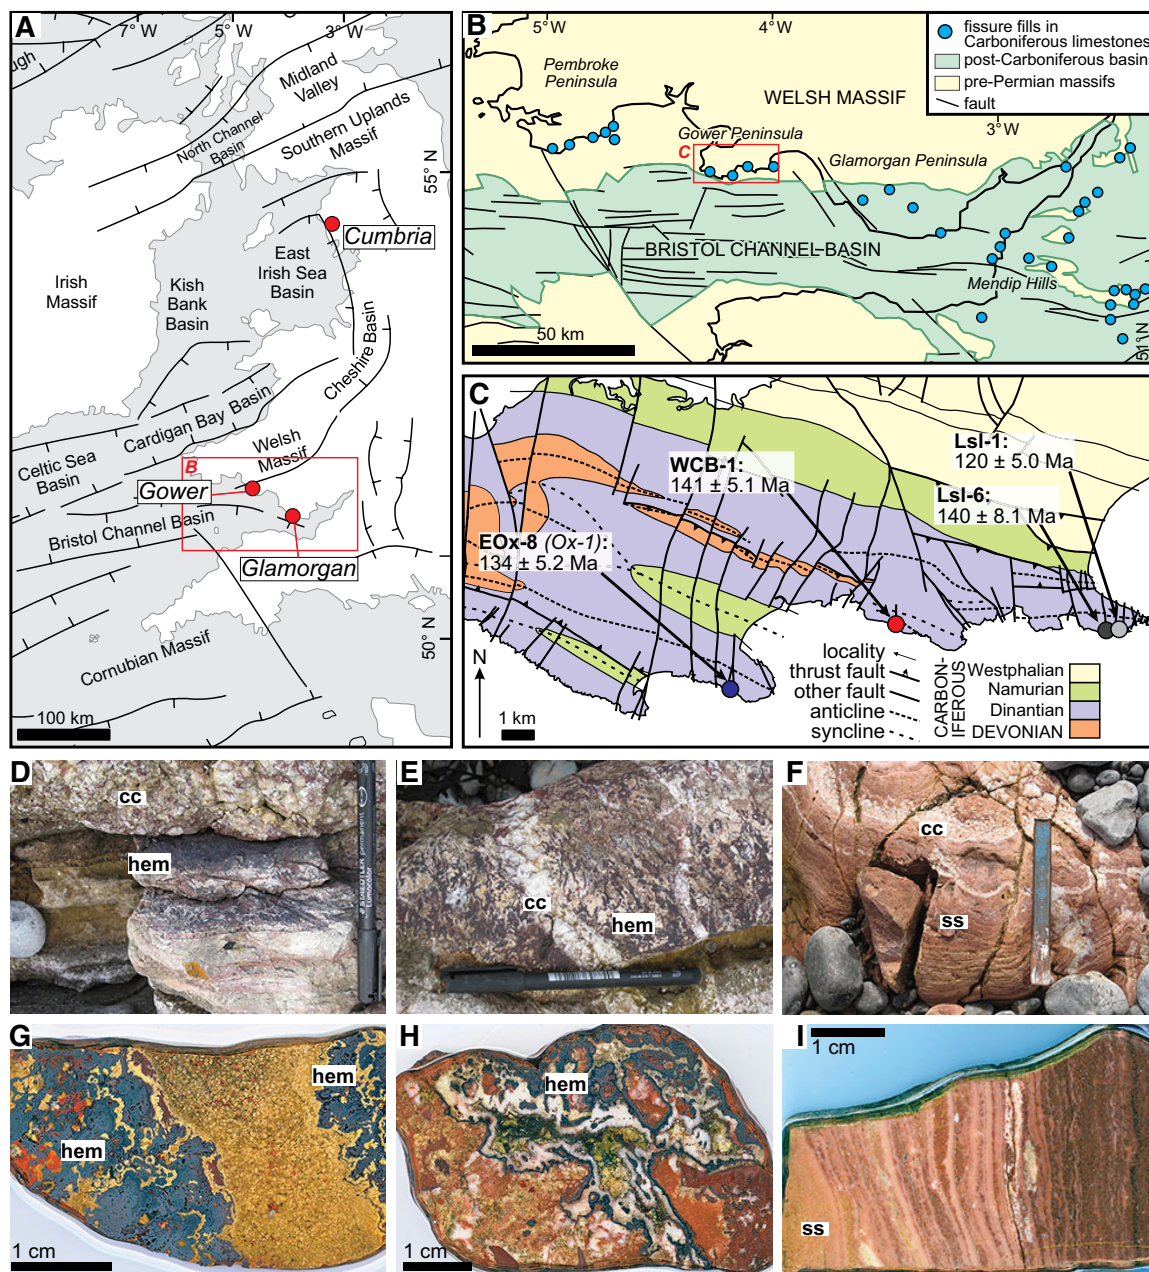 A
7° W
5° W
3° W
ugh
Midland
Valley
North Channel
Basin
Southern Uplands
Massif
55° N
Cumbria
East
Irish Sea
Basin
Irish
Massif
Kish
Bank
Basin
Cheshire Basin
Cardigan Bay Basin
Celtic Sea
Basin
Welsh
Massif
B
Gower
Bristol Channel Basin
Glamorgan
50° N
Cornubian Massif
100 km
B
5°W
4°W
fissure fills in
Carboniferous limestones
post-Carboniferous basin
pre-Permian massifs
fault
Pembroke
Peninsula
WELSH MASSIF
3°W
Gower Peninsula
C
Glamorgan Peninsula
BRISTOL CHANNEL BASIN
Mendip Hills
50 km
51°N
C
Lsl-1:
120 ± 5.0 Ma
WCB-1:
141 ± 5.1 Ma
Lsl-6:
140 ± 8.1 Ma
EOx-8 (Ox-1):
134 ± 5.2 Ma
N
1 km
locality
thrust fault
other fault
anticline
syncline
CARBON-
IFEROUS
Westphalian
Namurian
Dinantian
DEVONIAN
D
cc
hem
STAEDTLER permanent
Lumocolor
E
cc
hem
F
cc
ss
G
hem
hem
1 cm
H
hem
1 cm
I
1 cm
ss